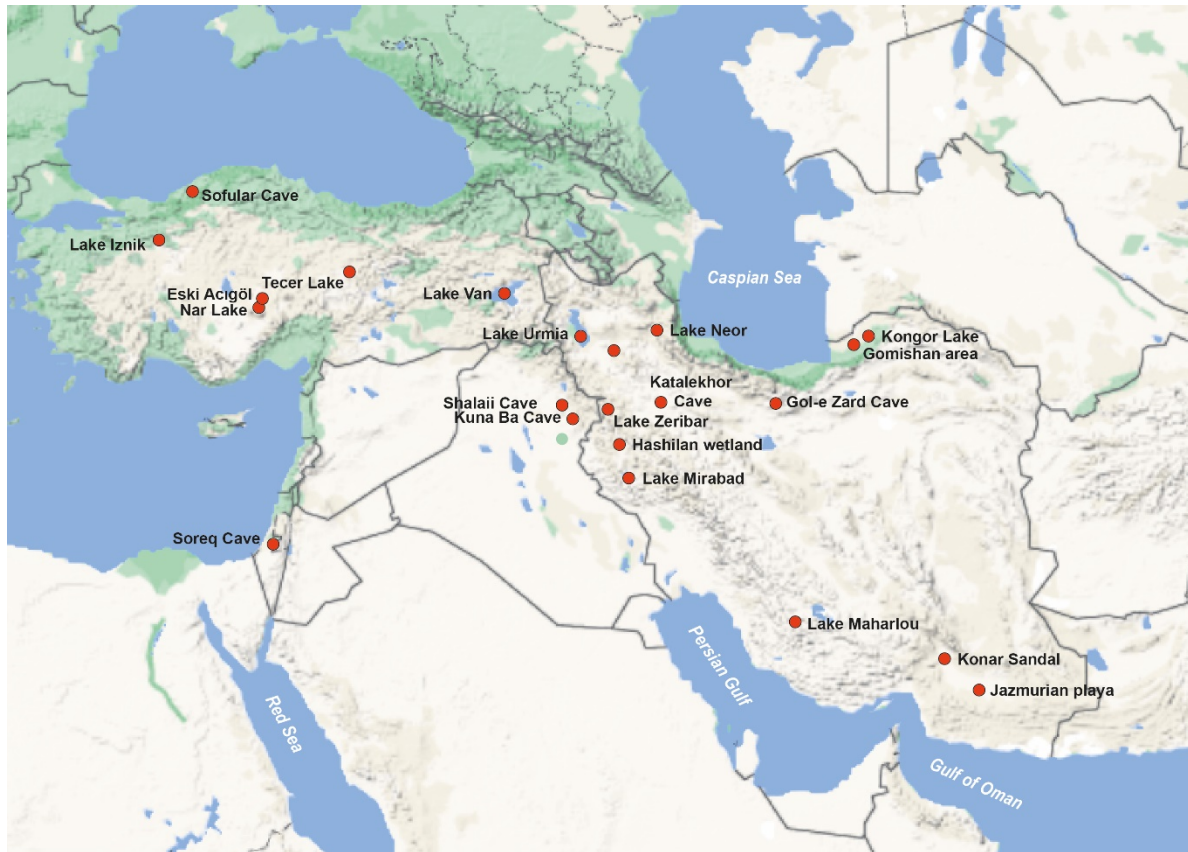 Sofular Cave
Lake Iznik
Tecer Lake
Eski Acıgöl
Nar Lake
Lake Van
Caspian Sea
Lake Urmia
Lake Neor
Kongor Lake
Gomishan area
Katalekhor
Cave
Gol-e Zard Cave
Shalaii Cave
Kuna Ba Cave
Lake Zeribar
Hashilan wetland
Lake Mirabad
Soreq Cave
Lake Maharlou
Persian Gulf
Konar Sandal
Jazmurian playa
Red Sea
Gulf of Oman